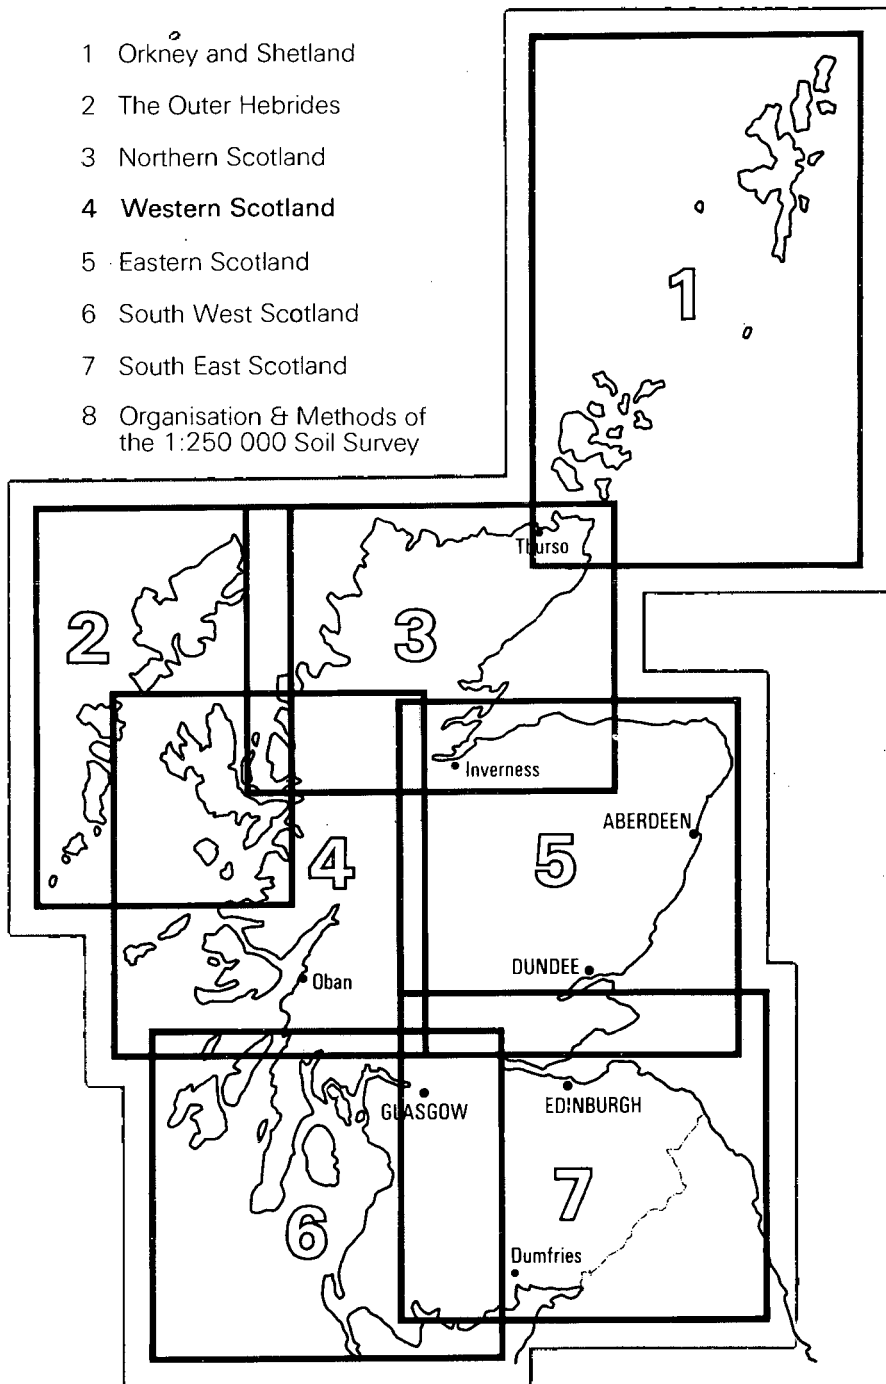 1 Orkney and Shetland
2 The Outer Hebrides
3 Northern Scotland
4 Western Scotland
5 Eastern Scotland
6 South West Scotland
7 South East Scotland
8 Organisation & Methods of
the 1:250 000 Soil Survey
1
Thurso
2
3
Inverness
ABERDEEN
4
5
DUNDEE
Oban
GLASGOW
EDINBURGH
7
6
Dumfries